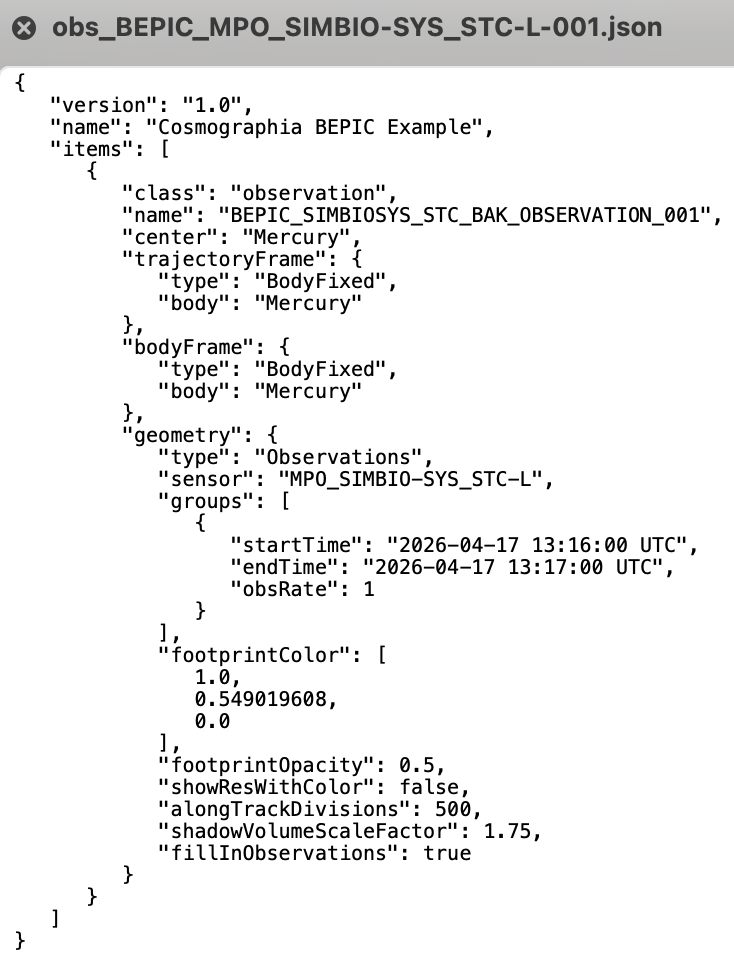 obs_BEPIC_MPO_SIMBIO-SYS_STC-L-001.json
{
   "version": "1.0",
   "name": "Cosmographia BEPIC Example",
   "items": [
      {
         "class": "observation",
         "name": "BEPIC_SIMBIOSYS_STC_BAK_OBSERVATION_001",
         "center": "Mercury",
         "trajectoryFrame": {
            "type": "BodyFixed",
            "body": "Mercury"
         },
         "bodyFrame": {
            "type": "BodyFixed",
            "body": "Mercury"
         },
         "geometry": {
            "type": "Observations",
            "sensor": "MPO_SIMBIO-SYS_STC-L",
            "groups": [
               {
                  "startTime": "2026-04-17 13:16:00 UTC",
                  "endTime": "2026-04-17 13:17:00 UTC",
                  "obsRate": 1
               }
            ],
            "footprintColor": [
               1.0,
               0.549019608,
               0.0
            ],
            "footprintOpacity": 0.5,
            "showResWithColor": false,
            "alongTrackDivisions": 500,
            "shadowVolumeScaleFactor": 1.75,
            "fillInObservations": true
         }
      }
   ]
}